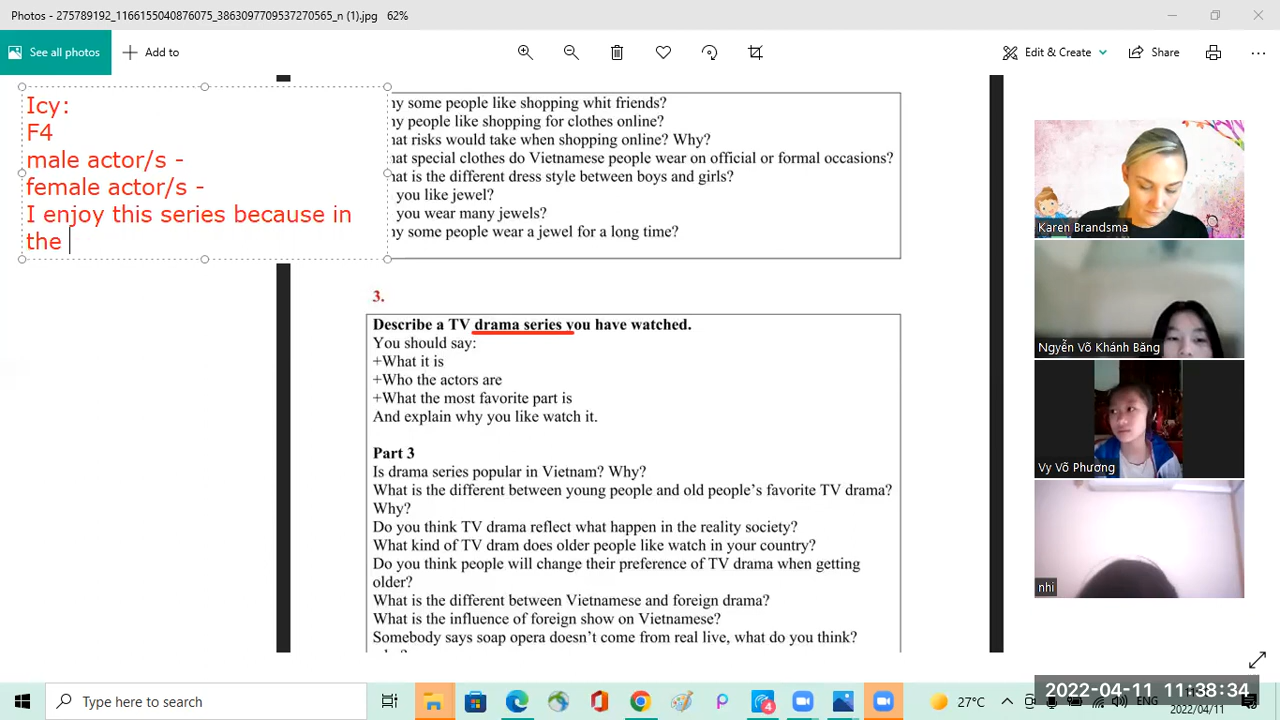 Photos - 275789192_1166155040876075_3863097709537270565_n (1).jpg 62%
See all photos
Add to
Edit & Create
Share
Icy:
F4
male actor/s -
female actor/s -
I enjoy this series because in
the
some people like shopping whit friends?
people like shopping for clothes online?
risks would take when shopping online? Why?
special clothes do Vietnamese people wear on official or formal occasions?
is the different dress style between boys and girls?
you like jewel?
you wear many jewels?
some people wear a jewel for a long time?
3.
Describe a TV drama series you have watched.
You should say:
+What it is
+Who the actors are
+What the most favorite part is
And explain why you like watch it.
Part 3
Is drama series popular in Vietnam? Why?
What is the different between young people and old people's favorite TV drama?
Why?
Do you think TV drama reflect what happen in the reality society?
What kind of TV dram does older people like watch in your country?
Do you think people will change their preference of TV drama when getting
older?
What is the different between Vietnamese and foreign drama?
What is the influence of foreign show on Vietnamese?
Somebody says soap opera doesn't come from real live, what do you think?
Karen Brandsma
Nguyễn Võ Khánh Băng
Vy Võ Phương
nhi
Type here to search
4
27°C
ENG
2022-04-11 11:38:34
2022/04/11